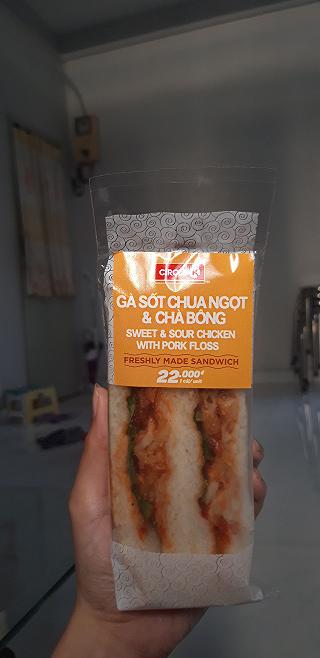 CIRCLE K
GÀ SỐT CHUA NGỌT
& CHÀ BÔNG
SWEET & SOUR CHICKEN
WITH PORK FLOSS
FRESHLY MADE SANDWICH
22.000đ
1 cái/ unit